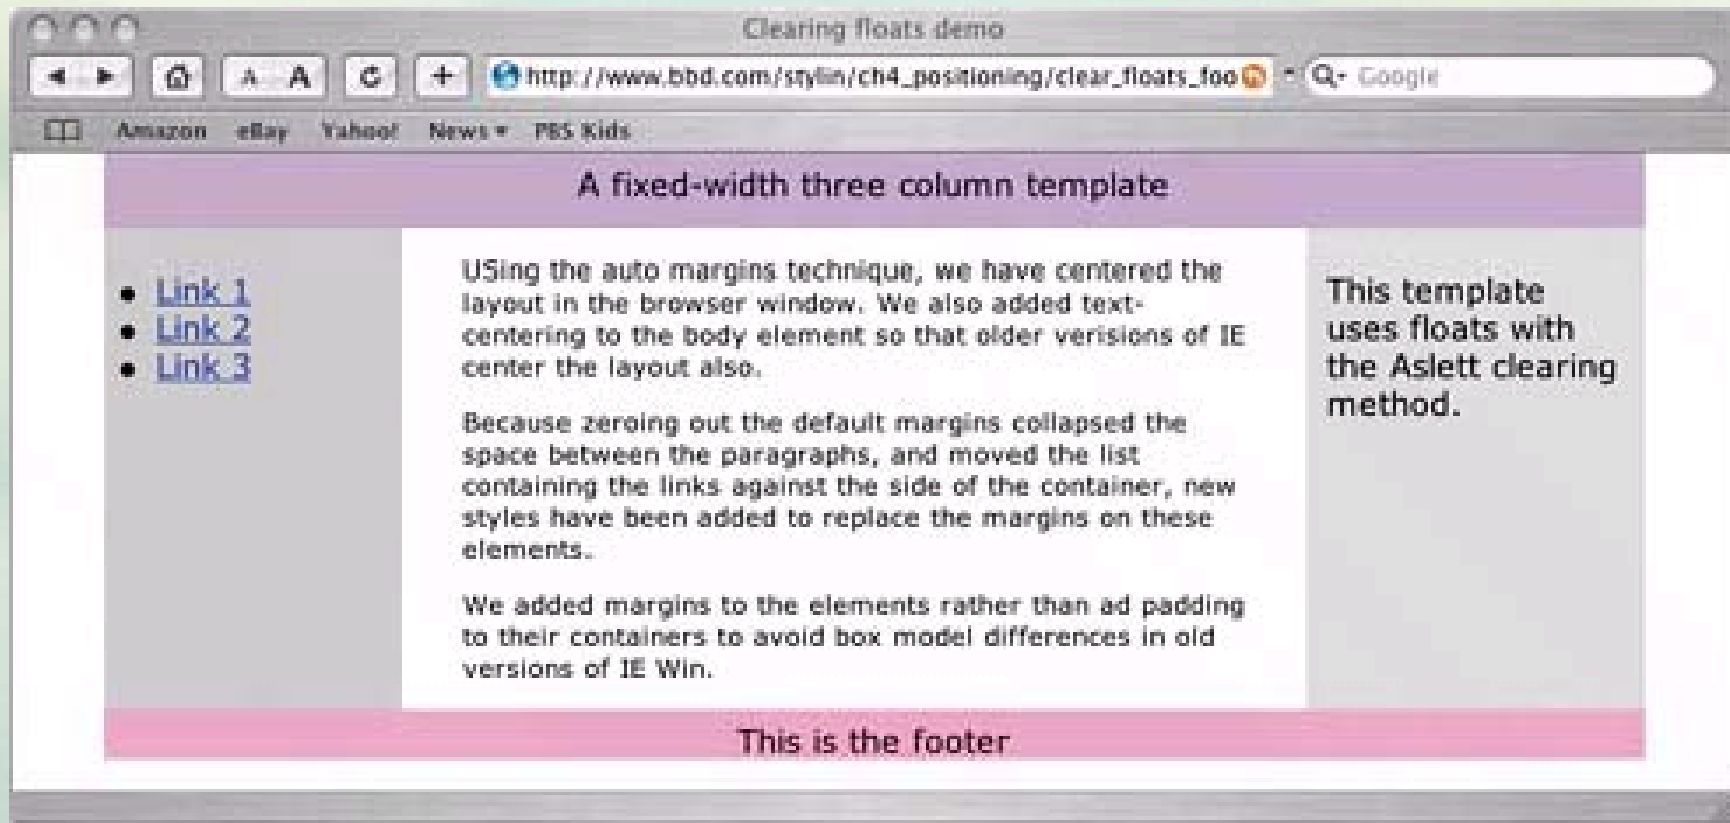 Clearing floats demo
A A C + http://www.bbd.com/stylin/ch4_positioning/clear_floats_foo Q Google
Amazon eBay Yahoo! News PBS Kids
A fixed-width three column template
Link 1
Link 2
Link 3
USing the auto margins technique, we have centered the
layout in the browser window. We also added text-
centering to the body element so that older verisions of IE
center the layout also.
Because zeroing out the default margins collapsed the
space between the paragraphs, and moved the list
containing the links against the side of the container, new
styles have been added to replace the margins on these
elements.
We added margins to the elements rather than ad padding
to their containers to avoid box model differences in old
versions of IE Win.
This template
uses floats with
the Aslett clearing
method.
This is the footer